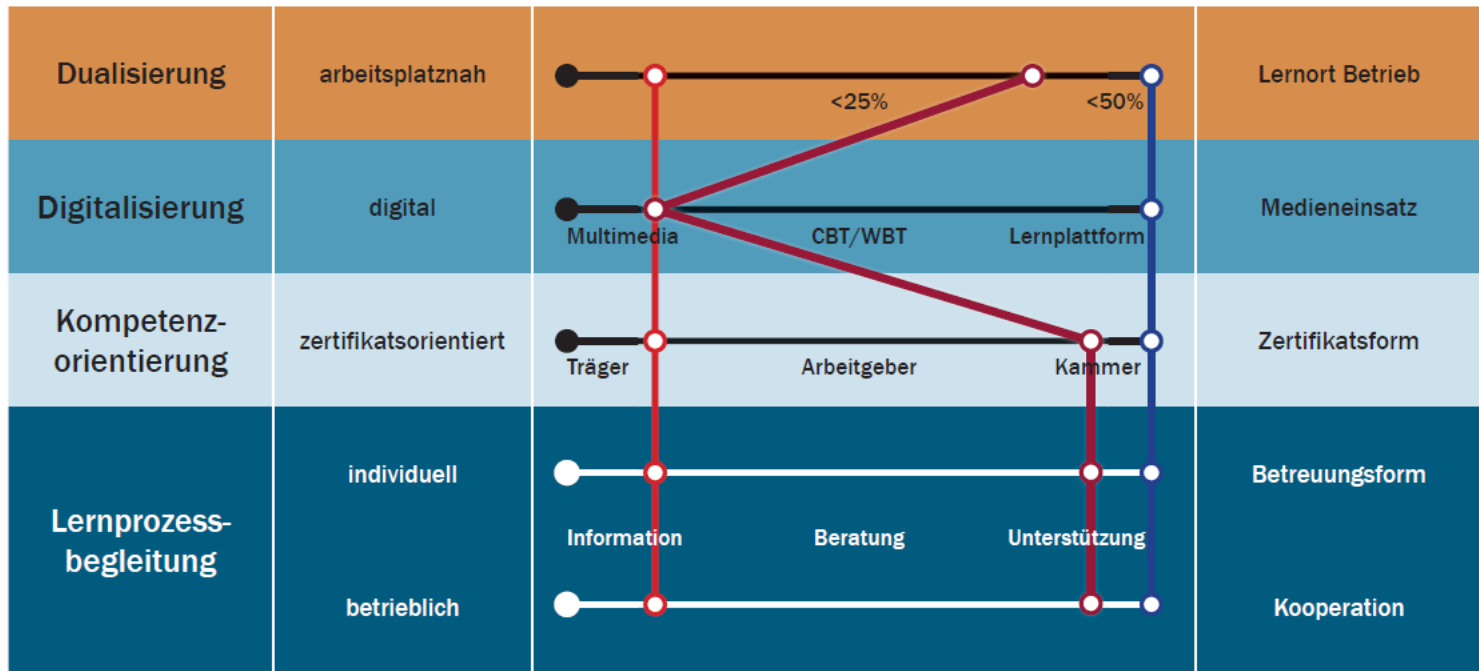 Dualisierung
arbeitsplatznah
<25%
<50%
Lernort Betrieb
Digitalisierung
digital
Multimedia
CBT/WBT
Lernplattform
Medieneinsatz
Kompetenz-
orientierung
zertifikatsorientiert
Träger
Arbeitgeber
Kammer
Zertifikatsform
Lernprozess-
begleitung
individuell
Betreuungsform
Information
Beratung
Unterstützung
betrieblich
Kooperation